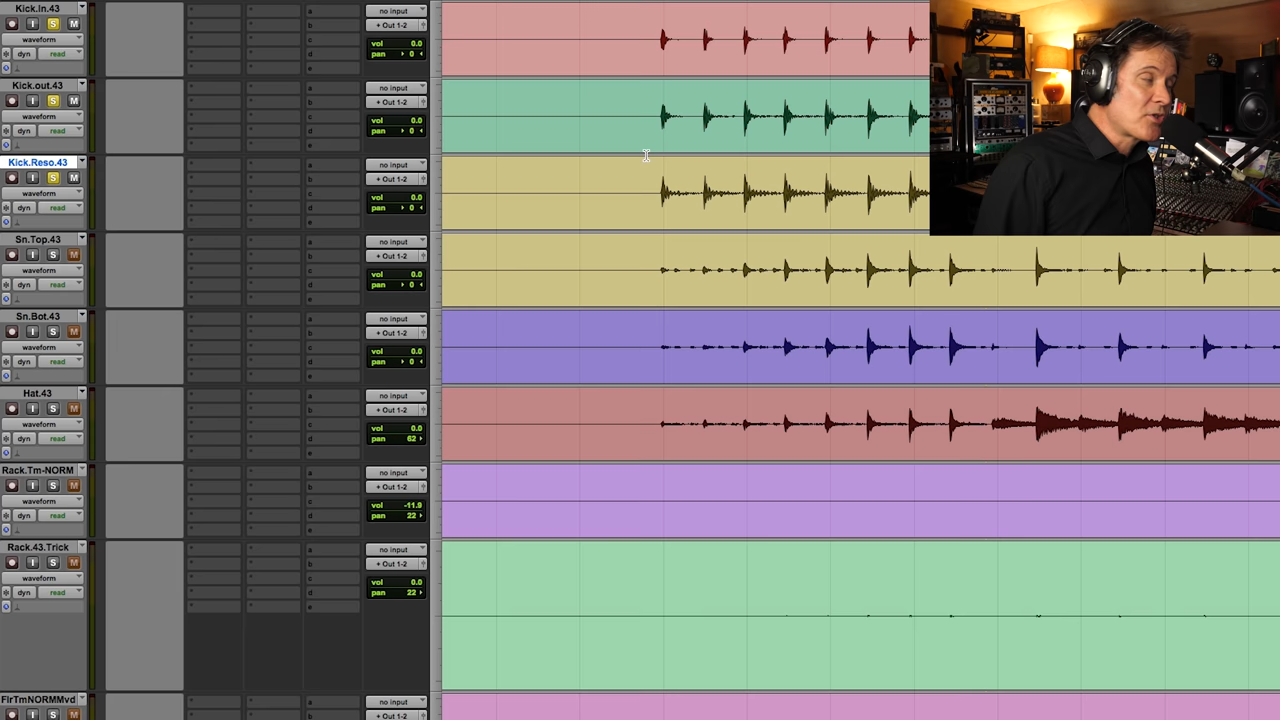 Kick.In.43
I S M
waveform
dyn read
a
b
c
d
e
no input
+ Out 1-2
vol 0.0
pan 0
Kick.out.43
I S M
waveform
dyn read
a
b
c
d
e
no input
+ Out 1-2
vol 0.0
pan 0
Kick.Reso.43
I S M
waveform
dyn read
a
b
c
d
e
no input
+ Out 1-2
vol 0.0
pan 0
Sn.Top.43
I S M
waveform
dyn read
a
b
c
d
e
no input
+ Out 1-2
vol 0.0
pan 0
Sn.Bot.43
I S M
waveform
dyn read
a
b
c
d
e
no input
+ Out 1-2
vol 0.0
pan 0
Hat.43
I S M
waveform
dyn read
a
b
c
d
e
no input
+ Out 1-2
vol 0.0
pan 62
Rack.Tm-NORM
I S M
waveform
dyn read
a
b
c
d
e
no input
+ Out 1-2
vol -11.9
pan 22
Rack.43.Trick
I S M
waveform
dyn read
a
b
c
d
e
no input
+ Out 1-2
vol 0.0
pan 22
FlrTmNORMMvd
I S M
a
b
no input
+ Out 1-2